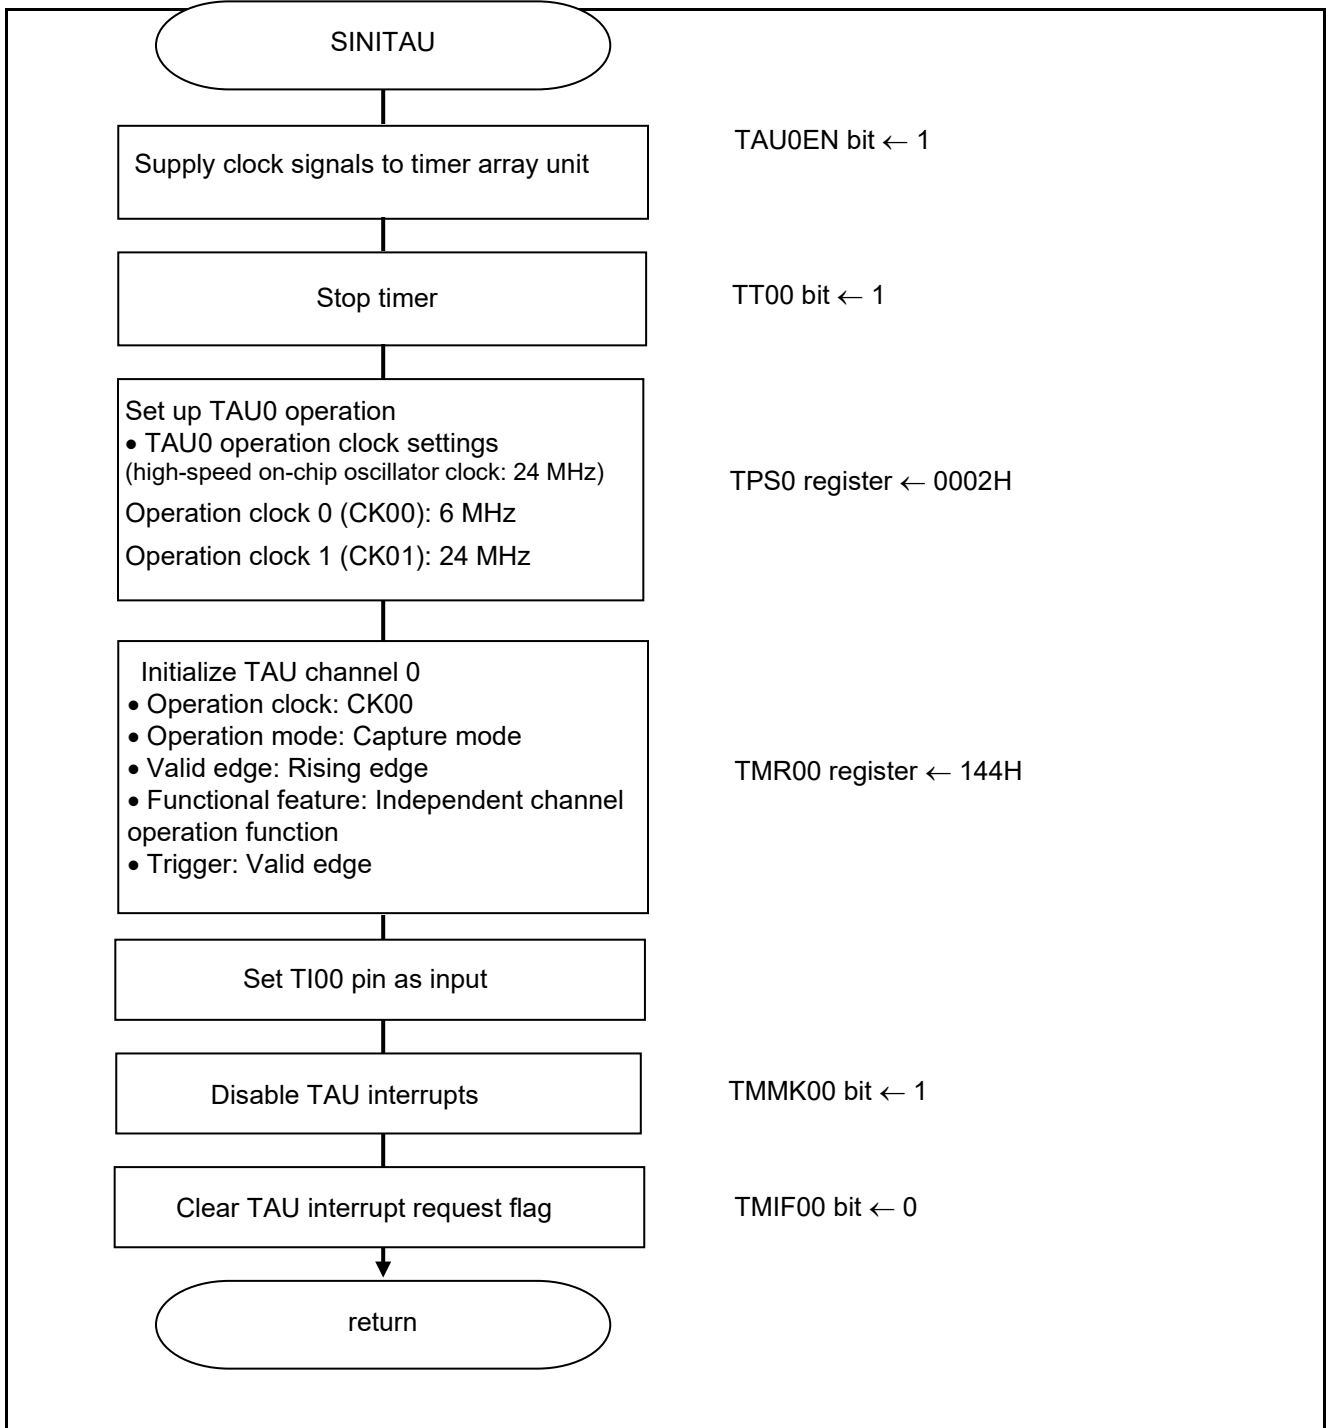 SINITAU
Supply clock signals to timer array unit
TAU0EN bit ← 1
Stop timer
TT00 bit ← 1
Set up TAU0 operation
• TAU0 operation clock settings
(high-speed on-chip oscillator clock: 24 MHz)
Operation clock 0 (CK00): 6 MHz
Operation clock 1 (CK01): 24 MHz
TPS0 register ← 0002H
Initialize TAU channel 0
• Operation clock: CK00
• Operation mode: Capture mode
• Valid edge: Rising edge
• Functional feature: Independent channel
operation function
• Trigger: Valid edge
TMR00 register ← 144H
Set TI00 pin as input
Disable TAU interrupts
TMMK00 bit ← 1
Clear TAU interrupt request flag
TMIF00 bit ← 0
return